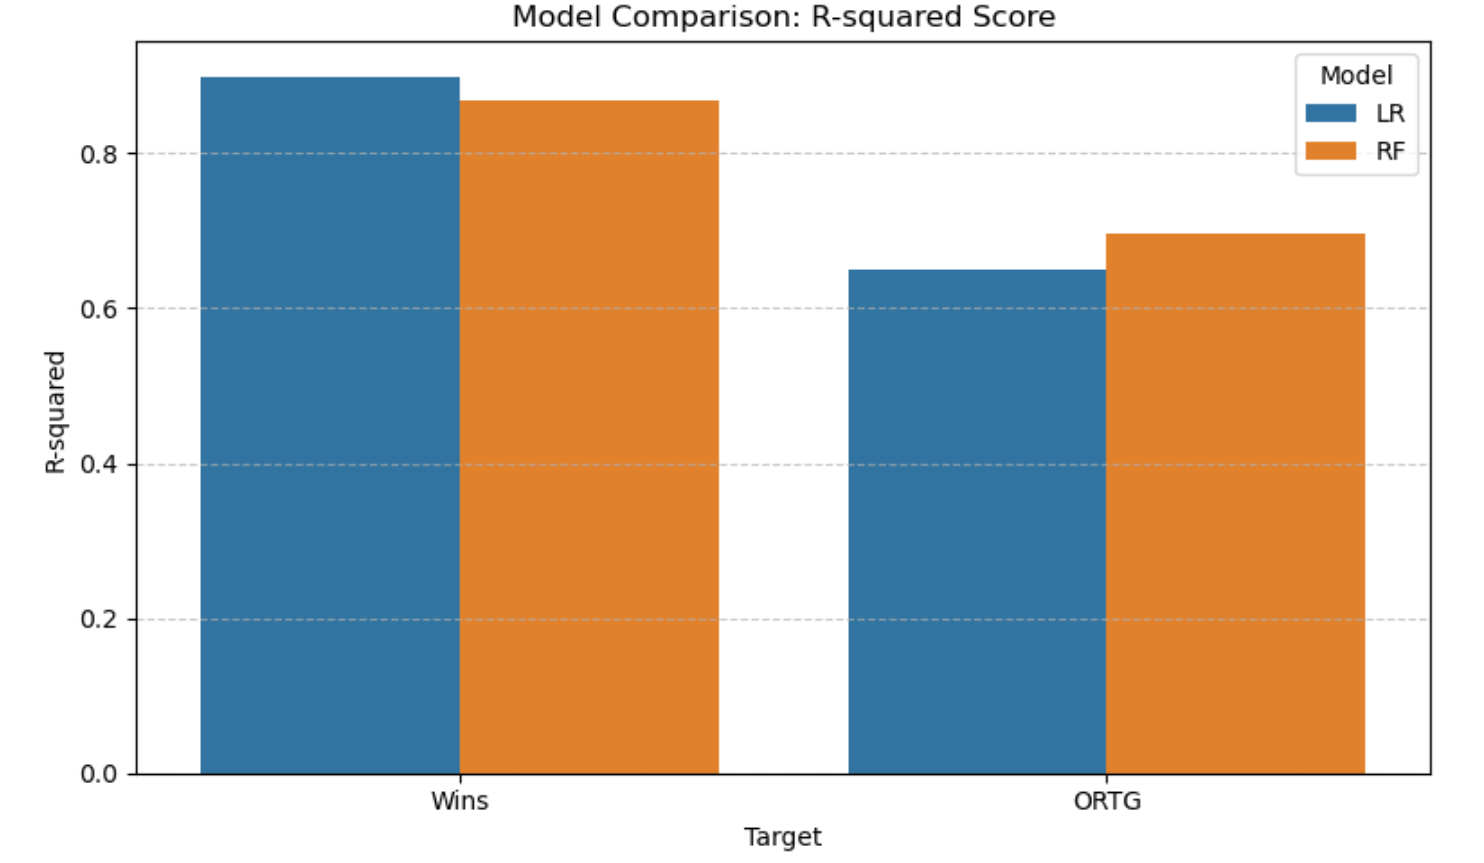 Model Comparison: R-squared Score
Model
LR
RF
R-squared
0.8
0.6
0.4
0.2
0.0
Wins
ORTG
Target